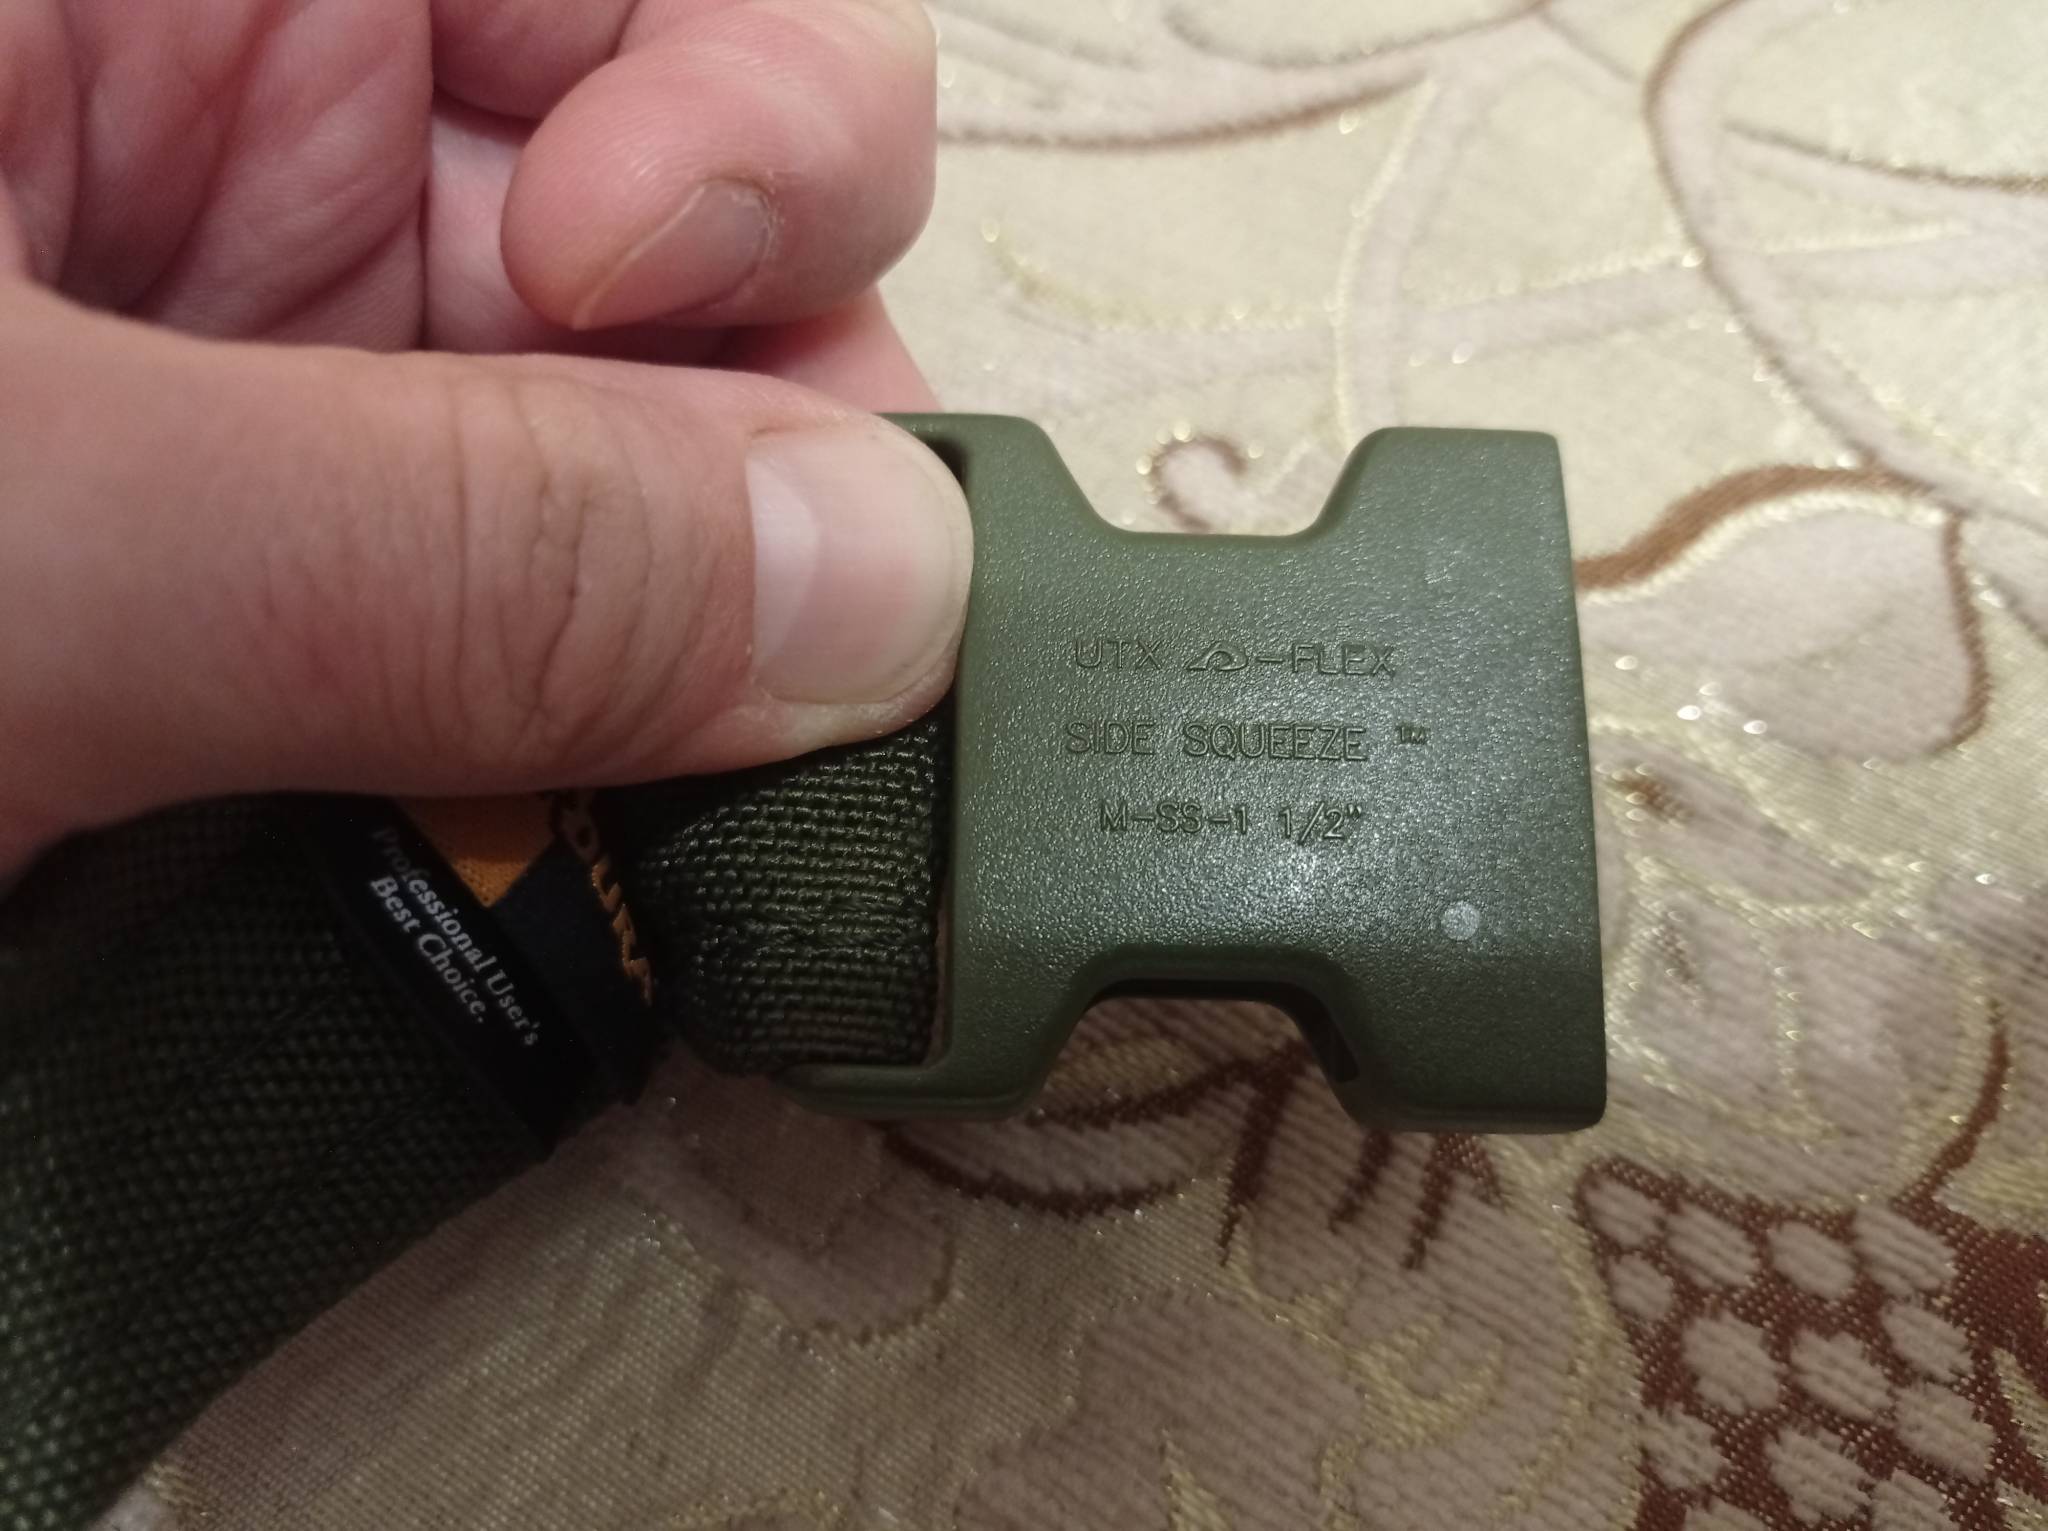 UTX -FLEX
SIDE SQUEEZE ™
M-SS-1 1/2"
Professional User's
Best Choice.